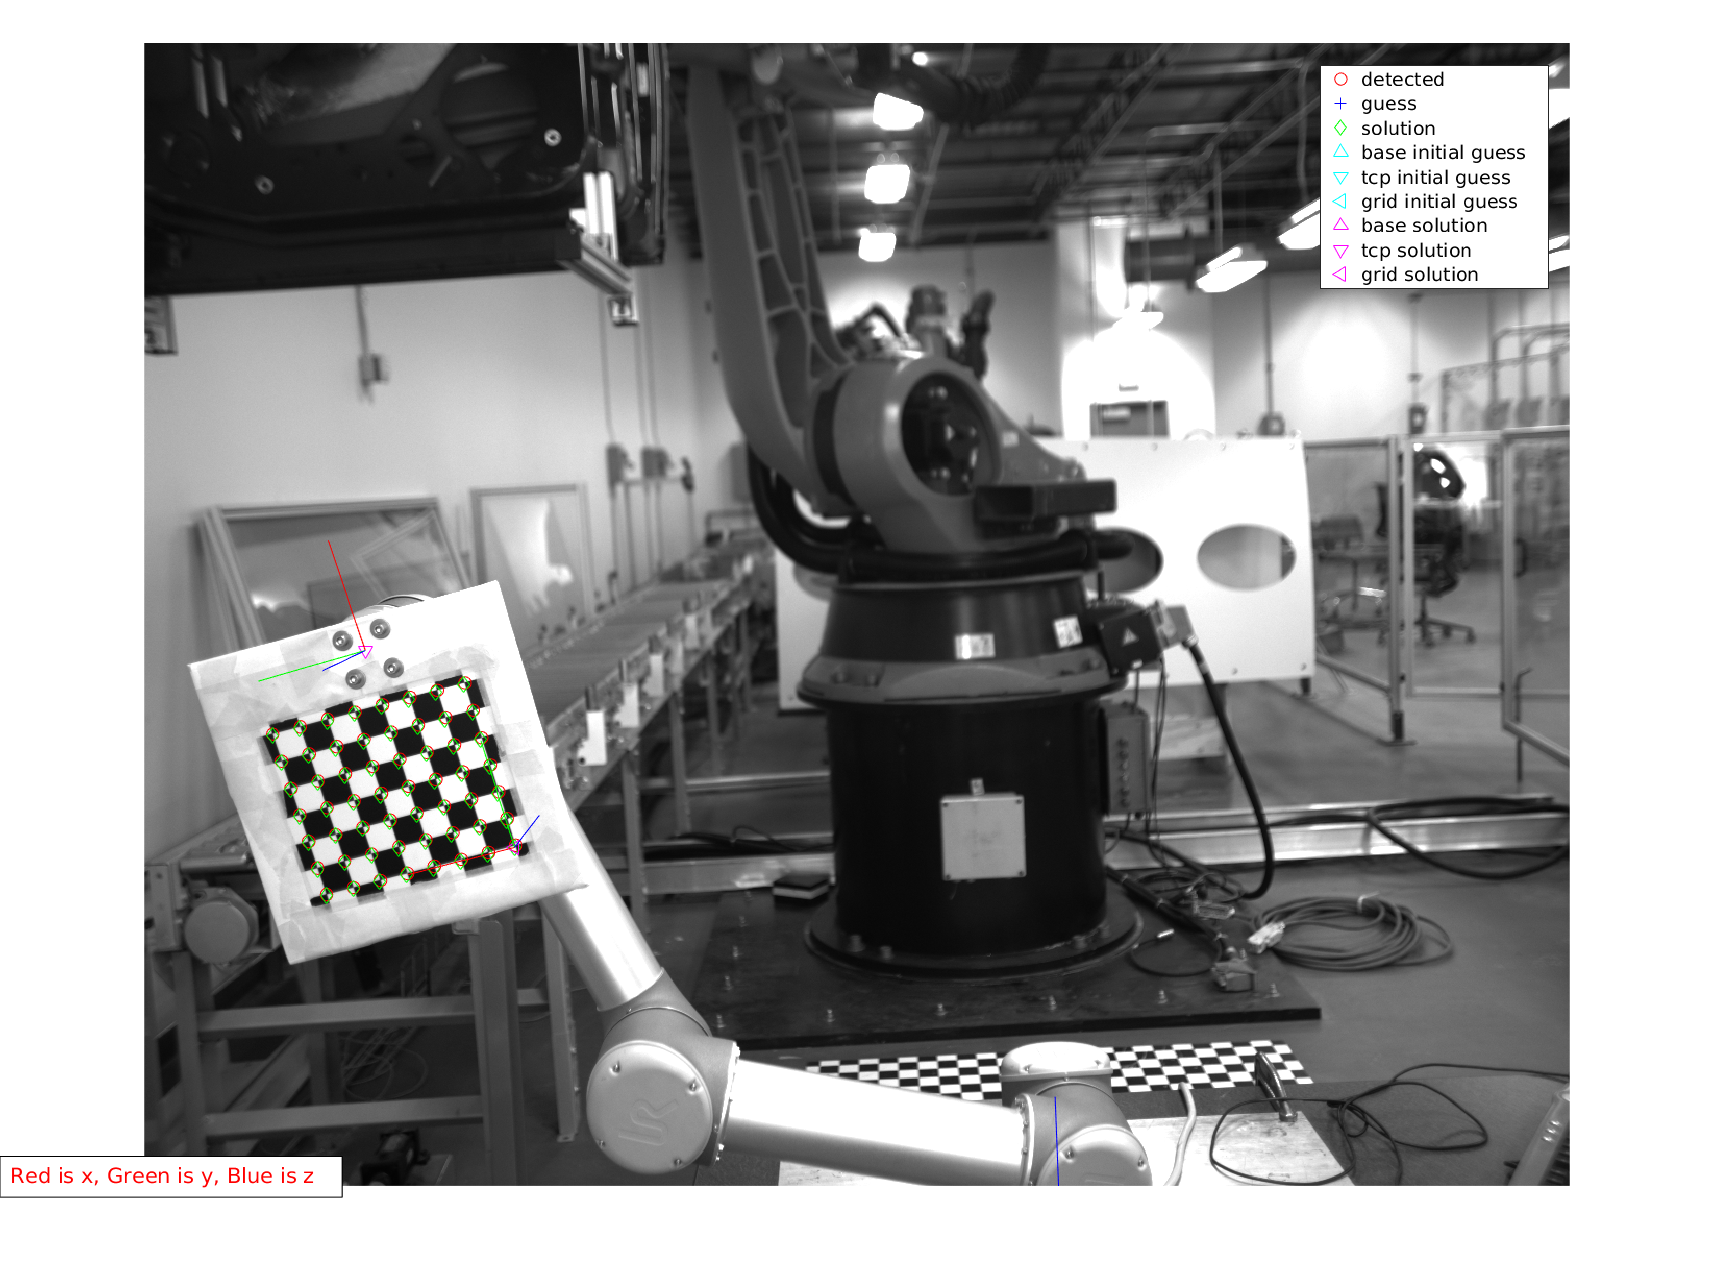 detected
guess
solution
base initial guess
tcp initial guess
grid initial guess
base solution
tcp solution
grid solution
Red is x, Green is y, Blue is z